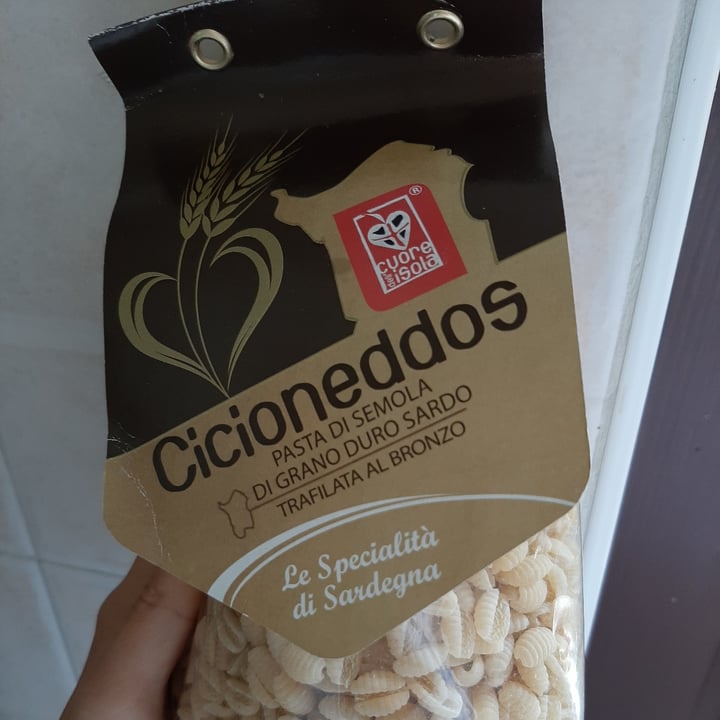 ®
cuore
dell'isola
Cicioneddos
PASTA DI SEMOLA
DI GRANO DURO SARDO
TRAFILATA AL BRONZO
Le Specialità
di Sardegna